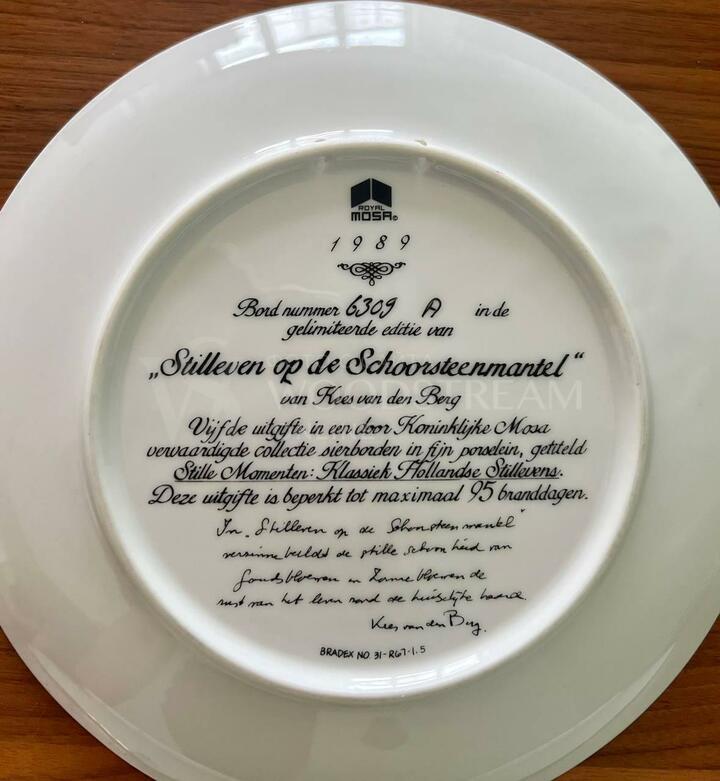 ROYAL
MOSA©
1989
Bord nummer 6309 A in de
gelimiteerde editie van
„Stilleven op de Schoorsteenmantel“
van Kees van den Berg
Vijfde uitgifte in een door Koninklijke Mosa
vervaardigde collectie sierborden in fijn porselein, getiteld
Stille Momenten: Klassiek Hollandse Stillevens.
Deze uitgifte is beperkt tot maximaal 95 branddagen.
In „Stilleven op de Schoorsteenmantel"
versinnebeeldt de stille schoonheid van
Goudsbloemen en Zonnebloemen de
rust van het leven rond de huiselijke haard.
Kees van den Berg.
BRADEX NO. 31-R67-1.5
WOODSTREAM